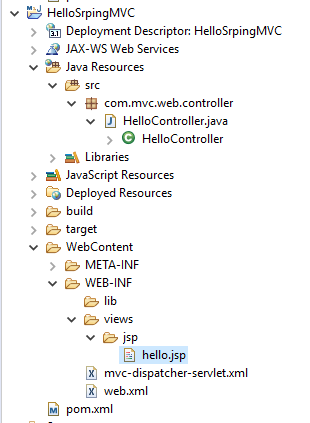 HelloSrpingMVC
Deployment Descriptor: HelloSrpingMVC
JAX-WS Web Services
Java Resources
src
com.mvc.web.controller
HelloController.java
HelloController
Libraries
JavaScript Resources
Deployed Resources
build
target
WebContent
META-INF
WEB-INF
lib
views
jsp
hello.jsp
mvc-dispatcher-servlet.xml
web.xml
pom.xml